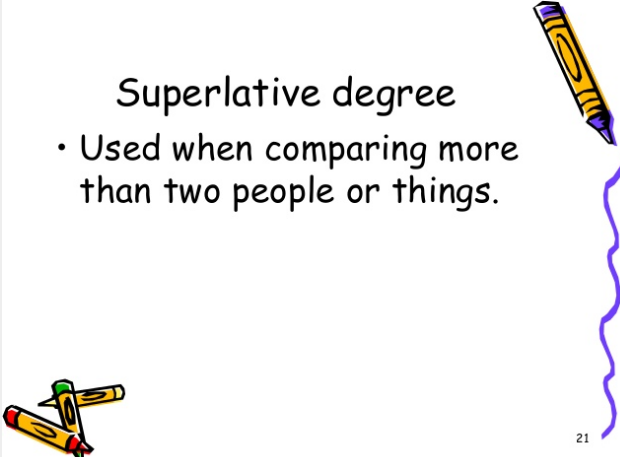 Superlative degree
• Used when comparing more
than two people or things.
21